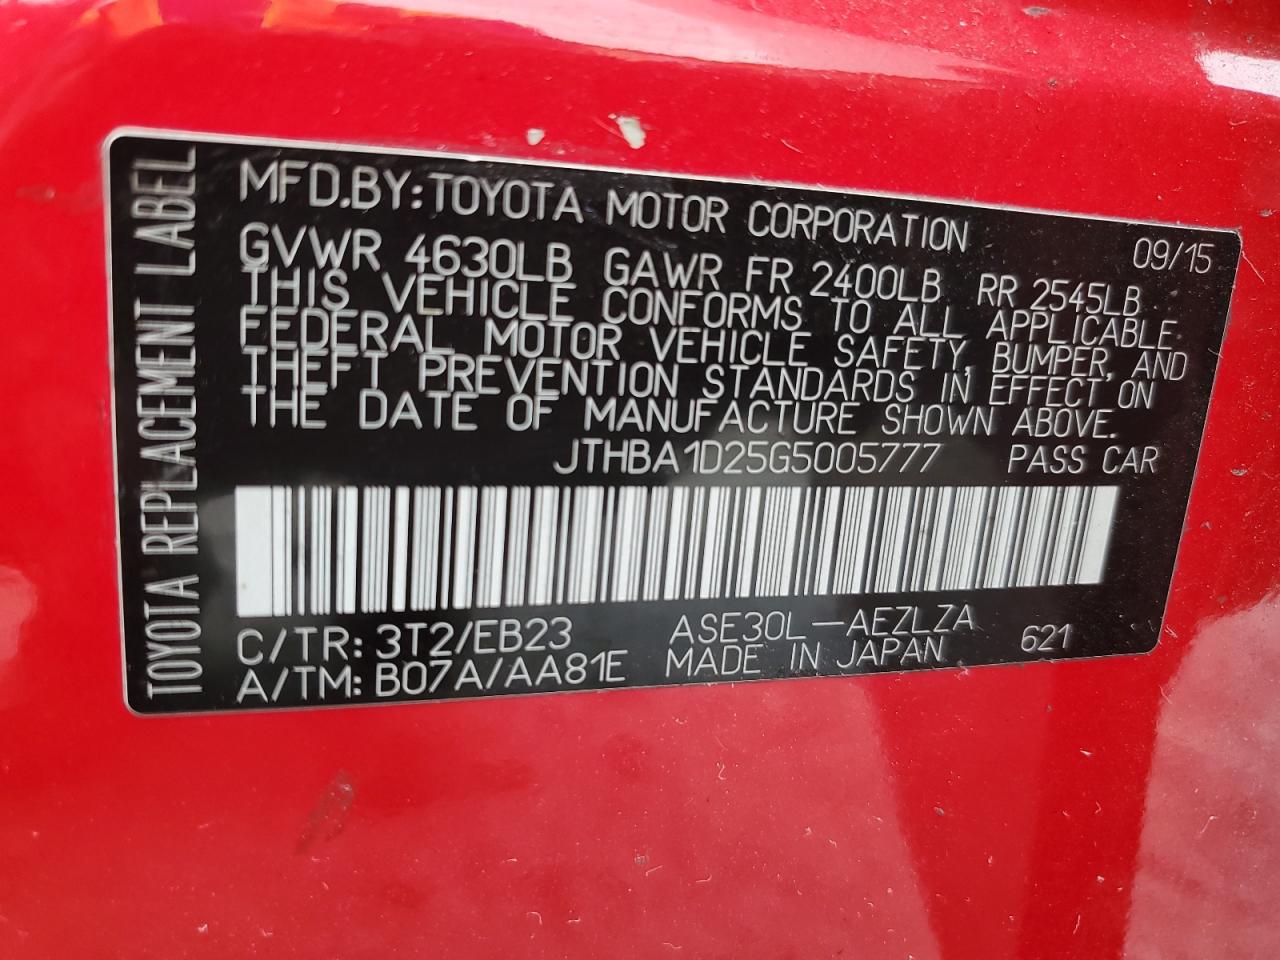 TOYOTA REPLACEMENT LABEL
MFD.BY:TOYOTA MOTOR CORPORATION 09/15
GVWR 4630LB GAWR FR 2400LB RR 2545LB
THIS VEHICLE CONFORMS TO ALL APPLICABLE
FEDERAL MOTOR VEHICLE SAFETY, BUMPER, AND
THEFT PREVENTION STANDARDS IN EFFECT ON
THE DATE OF MANUFACTURE SHOWN ABOVE.
JTHBA1D25G5005777 PASS CAR
C/TR: 3T2/EB23 ASE30L-AEZLZA 621
A/TM: B07A/AA81E MADE IN JAPAN